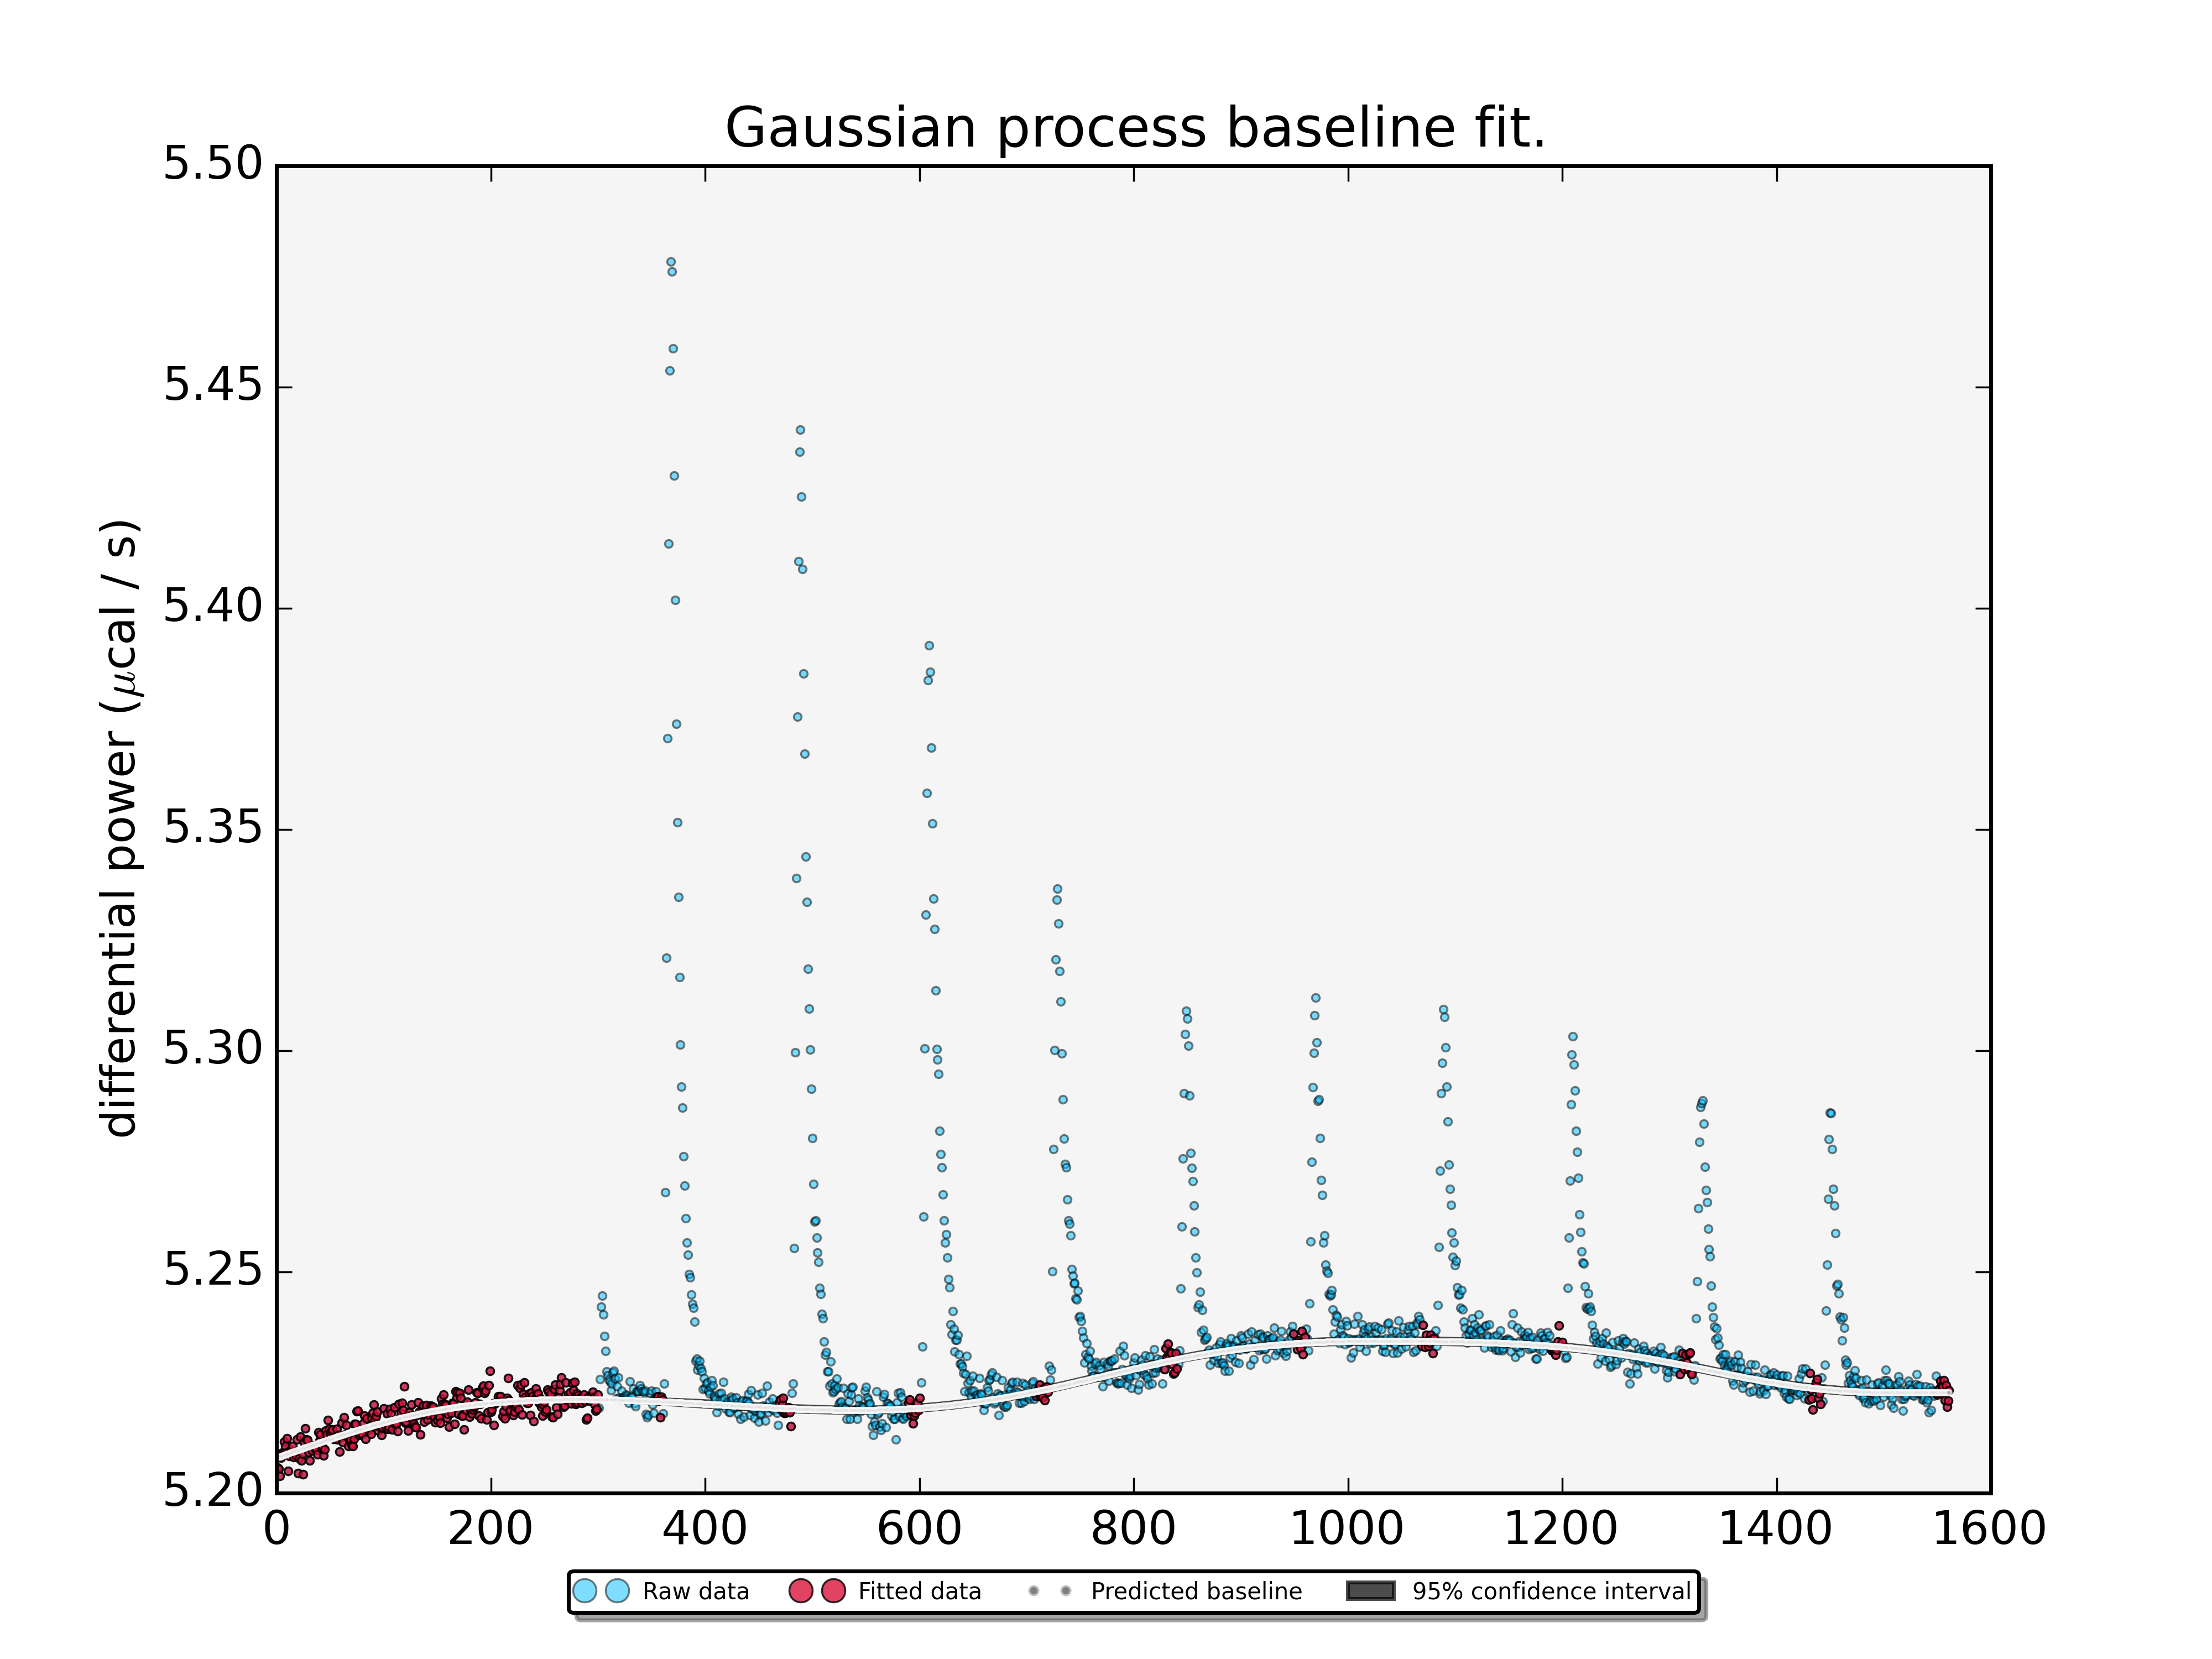 Gaussian process baseline fit.
differential power (μcal / s)
5.50
5.45
5.40
5.35
5.30
5.25
5.20
0 200 400 600 800 1000 1200 1400 1600
Raw data Fitted data Predicted baseline 95% confidence interval